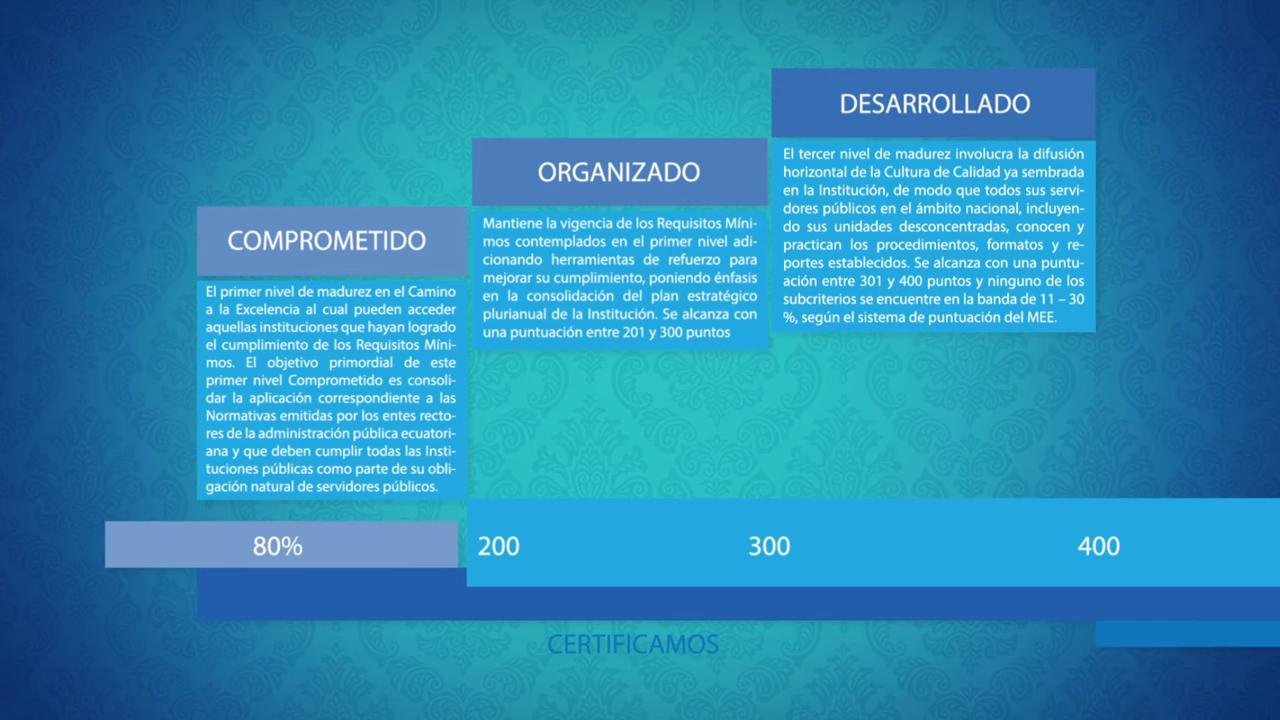 COMPROMETIDO
El primer nivel de madurez en el Camino
a la Excelencia al cual pueden acceder
aquellas instituciones que hayan logrado
el cumplimiento de los Requisitos Míni-
mos. El objetivo primordial de este
primer nivel Comprometido es consoli-
dar la aplicación correspondiente a las
Normativas emitidas por los entes recto-
res de la administración pública ecuatori-
ana y que deben cumplir todas las Insti-
tuciones públicas como parte de su obli-
gación natural de servidores públicos.
ORGANIZADO
Mantiene la vigencia de los Requisitos Míni-
mos contemplados en el primer nivel adi-
cionando herramientas de refuerzo para
mejorar su cumplimiento, poniendo énfasis
en la consolidación del plan estratégico
plurianual de la Institución. Se alcanza con
una puntuación entre 201 y 300 puntos
DESARROLLADO
El tercer nivel de madurez involucra la difusión
horizontal de la Cultura de Calidad ya sembrada
en la Institución, de modo que todos sus servi-
dores públicos en el ámbito nacional, incluyen-
do sus unidades desconcentradas, conocen y
practican los procedimientos, formatos y re-
portes establecidos. Se alcanza con una puntu-
ación entre 301 y 400 puntos y ninguno de los
subcriterios se encuentre en la banda de 11 – 30
%, según el sistema de puntuación del MEE.
80%
200
300
400
CERTIFICAMOS